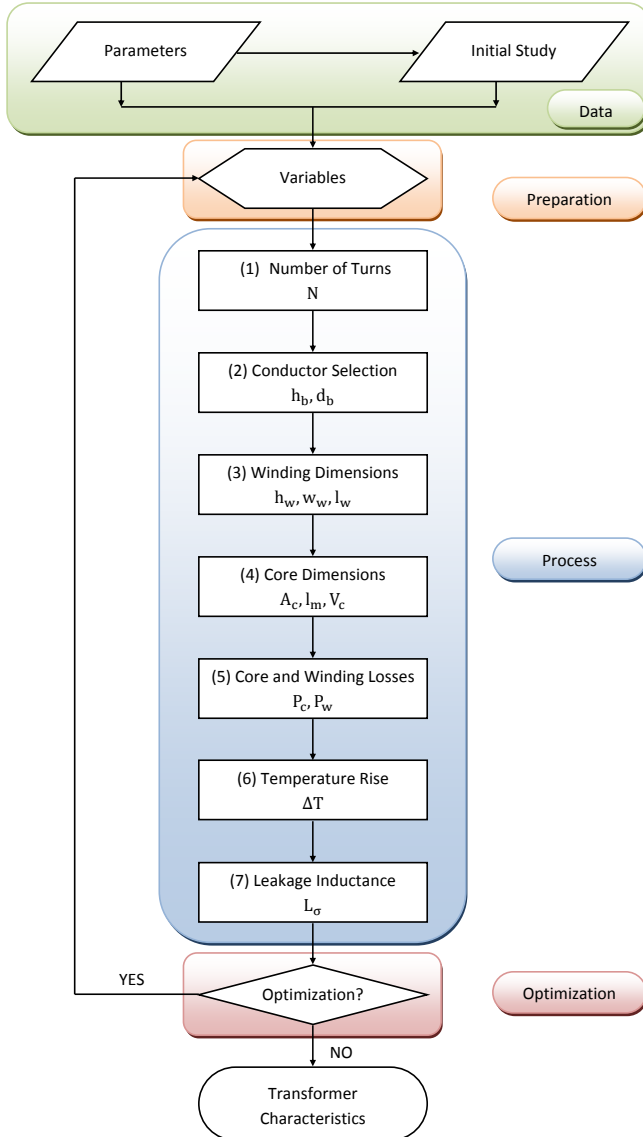 Parameters
Initial Study
Data
Variables
Preparation
(1) Number of Turns
N
(2) Conductor Selection
h_b, d_b
(3) Winding Dimensions
h_w, w_w, l_w
Process
(4) Core Dimensions
A_c, l_m, V_c
(5) Core and Winding Losses
P_c, P_w
(6) Temperature Rise
ΔT
(7) Leakage Inductance
L_σ
YES
Optimization?
Optimization
NO
Transformer
Characteristics